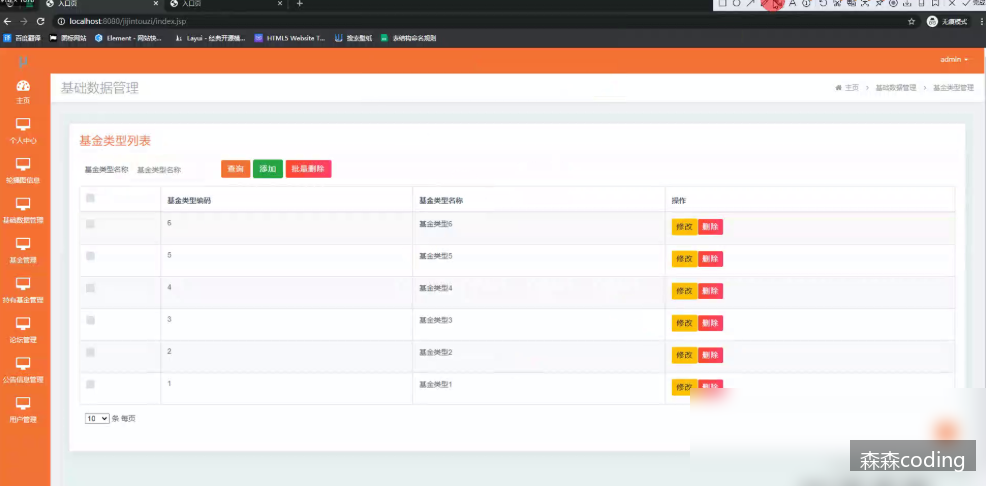 入口页
入口页
localhost:8080/jijintouzi/index.jsp
无痕模式
百度翻译
图标网站
Element - 网站快...
Layui - 经典开源模...
HTML5 Website T...
搜全壁纸
表结构命名规则
admin
主页
个人中心
轮播图信息
基础数据管理
基金管理
持有基金管理
论坛管理
公告信息管理
用户管理
基础数据管理
主页 > 基础数据管理 > 基金类型管理
基金类型列表
基金类型名称 基金类型名称 查询 添加 批量删除
基金类型编码 基金类型名称 操作
6 基金类型6 修改 删除
5 基金类型5 修改 删除
4 基金类型4 修改 删除
3 基金类型3 修改 删除
2 基金类型2 修改 删除
1 基金类型1 修改 删除
10 条 每页
森森coding